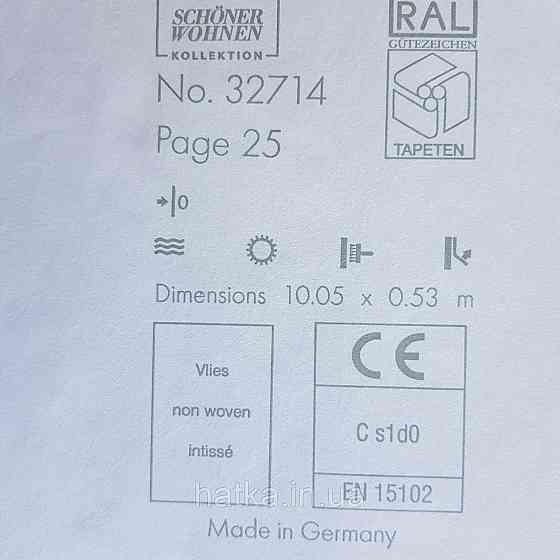 SCHÖNER
WOHNEN
KOLLEKTION
RAL
GÜTEZEICHEN
TAPETEN
No. 32714
Page 25
0
Dimensions 10.05 x 0.53 m
Vlies
non woven
intissé
CE
C s1d0
EN 15102
hatka.in.ua
Made in Germany